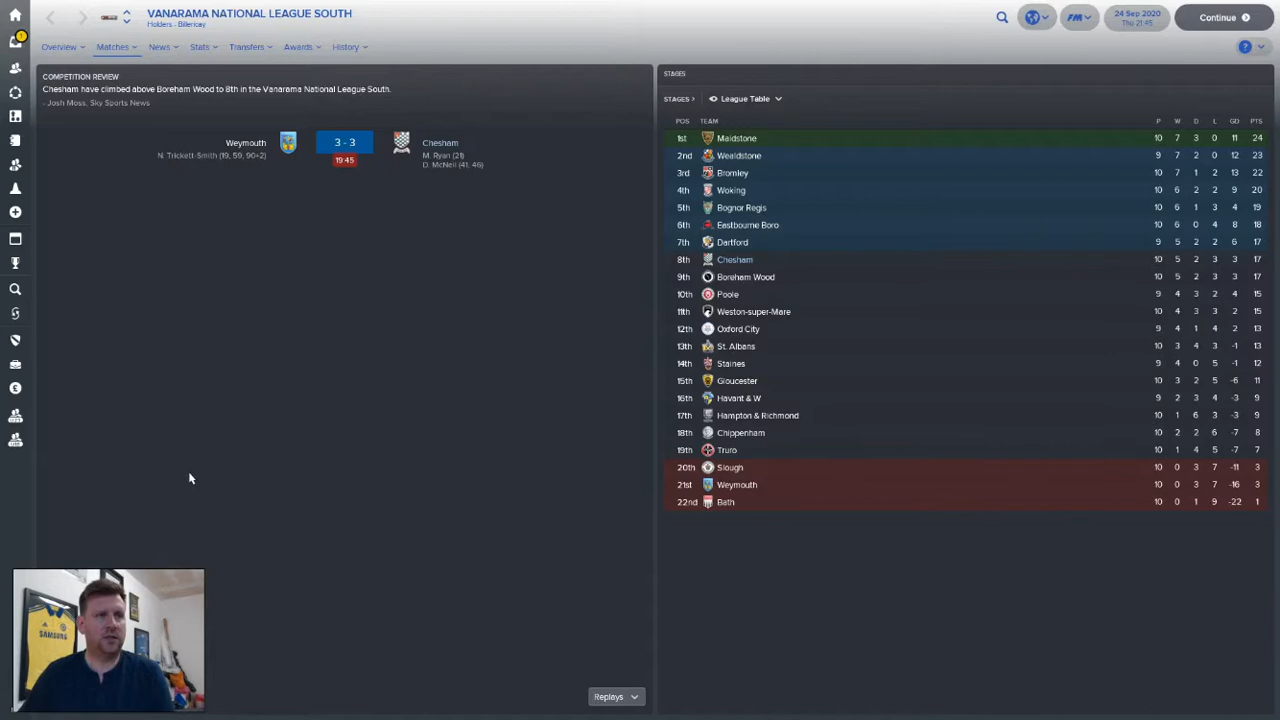 VANARAMA NATIONAL LEAGUE SOUTH
Holders - Billericay
24 Sep 2020
Thu 21:45
Continue
FM
1
Overview
Matches
News
Stats
Transfers
Awards
History
?
COMPETITION REVIEW
Chesham have climbed above Boreham Wood to 8th in the Vanarama National League South.
- Josh Moss, Sky Sports News
Weymouth 3 - 3 Chesham
N. Trickett-Smith (19, 59, 90+2) 19:45 M. Ryan (21)
D. McNeil (41, 46)
Replays
STAGES
STAGES > League Table
POS TEAM P W D L GD PTS
1st Maidstone 10 7 3 0 11 24
2nd Wealdstone 9 7 2 0 12 23
3rd Bromley 10 7 1 2 13 22
4th Woking 10 6 2 2 9 20
5th Bognor Regis 10 6 1 3 4 19
6th Eastbourne Boro 10 6 0 4 8 18
7th Dartford 9 5 2 2 6 17
8th Chesham 10 5 2 3 3 17
9th Boreham Wood 10 5 2 3 3 17
10th Poole 9 4 3 2 4 15
11th Weston-super-Mare 10 4 3 3 2 15
12th Oxford City 9 4 1 4 2 13
13th St. Albans 10 3 4 3 -1 13
14th Staines 9 4 0 5 -1 12
15th Gloucester 10 3 2 5 -6 11
16th Havant & W 9 2 3 4 -3 9
17th Hampton & Richmond 10 1 6 3 -3 9
18th Chippenham 10 2 2 6 -7 8
19th Truro 10 1 4 5 -7 7
20th Slough 10 0 3 7 -11 3
21st Weymouth 10 0 3 7 -16 3
22nd Bath 10 0 1 9 -22 1
SAMSUNG